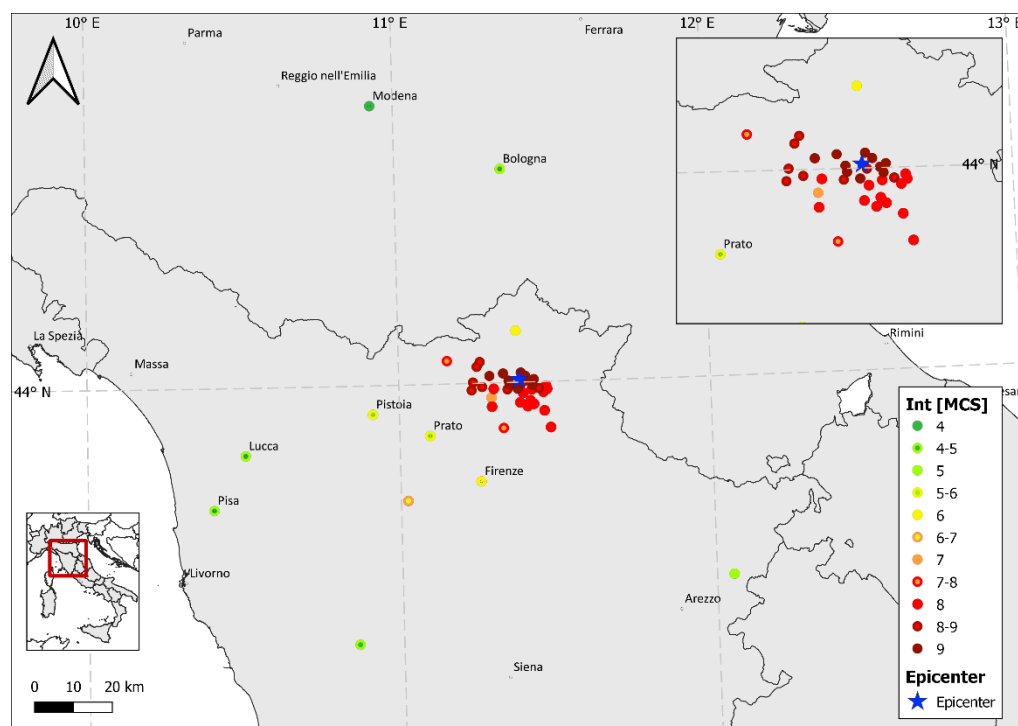 10° E
11° E
12° E
13° E
Parma
Ferrara
Reggio nell'Emilia
Modena
Bologna
44° N
Prato
La Spezia
Massa
Rimini
44° N
Pistoia
Prato
Lucca
Firenze
Pisa
Livorno
Arezzo
Siena
0 10 20 km
Int [MCS]
4
4-5
5
5-6
6
6-7
7
7-8
8
8-9
9
Epicenter
Epicenter